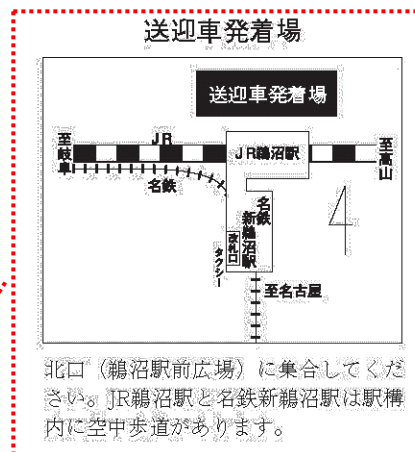 送迎車発着場
送迎車発着場
JR
至岐阜
JR鵜沼駅
至高山
名鉄
名鉄
新鵜沼駅
改札口
タクシー
至名古屋
北口（鵜沼駅前広場）に集合してくだ
さい。JR鵜沼駅と名鉄新鵜沼駅は駅構
内に空中歩道があります。